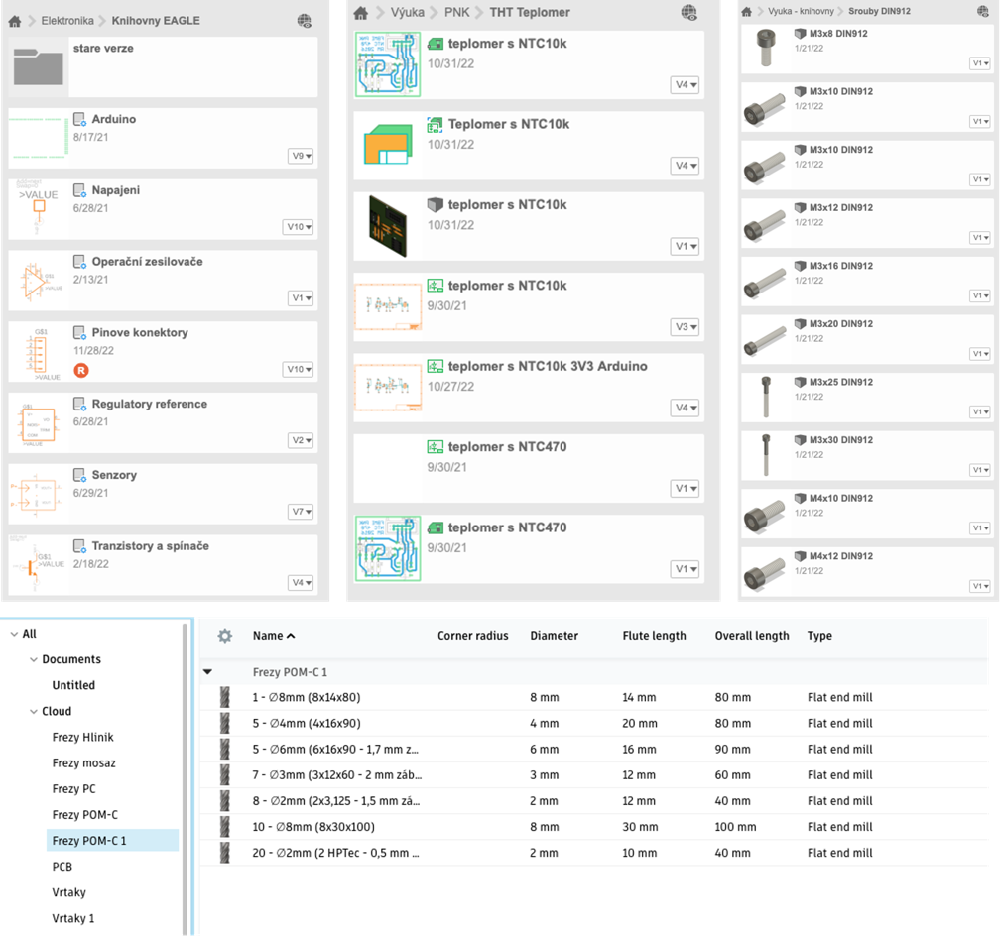 Elektronika > Knihovny EAGLE
stare verze
Arduino
8/17/21
V9
>VALUE
Napajeni
6/28/21
V10
Operační zesilovače
2/13/21
V1
G$1
>VALUE
Pinove konektory
11/28/22
R
V10
G$1
>VALUE
Regulatory reference
6/28/21
V2
>VALUE
Senzory
6/29/21
V7
Tranzistory a spínače
2/18/22
V4
G$1
>VALUE
Výuka > PNK > THT Teplomer
teplomer s NTC10k
10/31/22
V4
Teplomer s NTC10k
10/31/22
V4
teplomer s NTC10k
10/31/22
V1
teplomer s NTC10k
9/30/21
V3
teplomer s NTC10k 3V3 Arduino
10/27/22
V4
teplomer s NTC470
9/30/21
V1
teplomer s NTC470
9/30/21
V1
Vyuka - knihovny > Srouby DIN912
M3x8 DIN912
1/21/22
V1
M3x10 DIN912
1/21/22
V1
M3x10 DIN912
1/21/22
V1
M3x12 DIN912
1/21/22
V1
M3x16 DIN912
1/21/22
V1
M3x20 DIN912
1/21/22
V1
M3x25 DIN912
1/21/22
V1
M3x30 DIN912
1/21/22
V1
M4x10 DIN912
1/21/22
V1
M4x12 DIN912
1/21/22
V1
All
Documents
Untitled
Cloud
Frezy Hlinik
Frezy mosaz
Frezy PC
Frezy POM-C
Frezy POM-C 1
PCB
Vrtaky
Vrtaky 1
Name Corner radius Diameter Flute length Overall length Type
Frezy POM-C 1
1 - ∅8mm (8x14x80) 8 mm 14 mm 80 mm Flat end mill
5 - ∅4mm (4x16x90) 4 mm 20 mm 80 mm Flat end mill
5 - ∅6mm (6x16x90 - 1,7 mm z... 6 mm 16 mm 90 mm Flat end mill
7 - ∅3mm (3x12x60 - 2 mm záb... 3 mm 12 mm 60 mm Flat end mill
8 - ∅2mm (2x3,125 - 1,5 mm zá... 2 mm 12 mm 40 mm Flat end mill
10 - ∅8mm (8x30x100) 8 mm 30 mm 100 mm Flat end mill
20 - ∅2mm (2 HPTec - 0,5 mm ... 2 mm 10 mm 40 mm Flat end mill